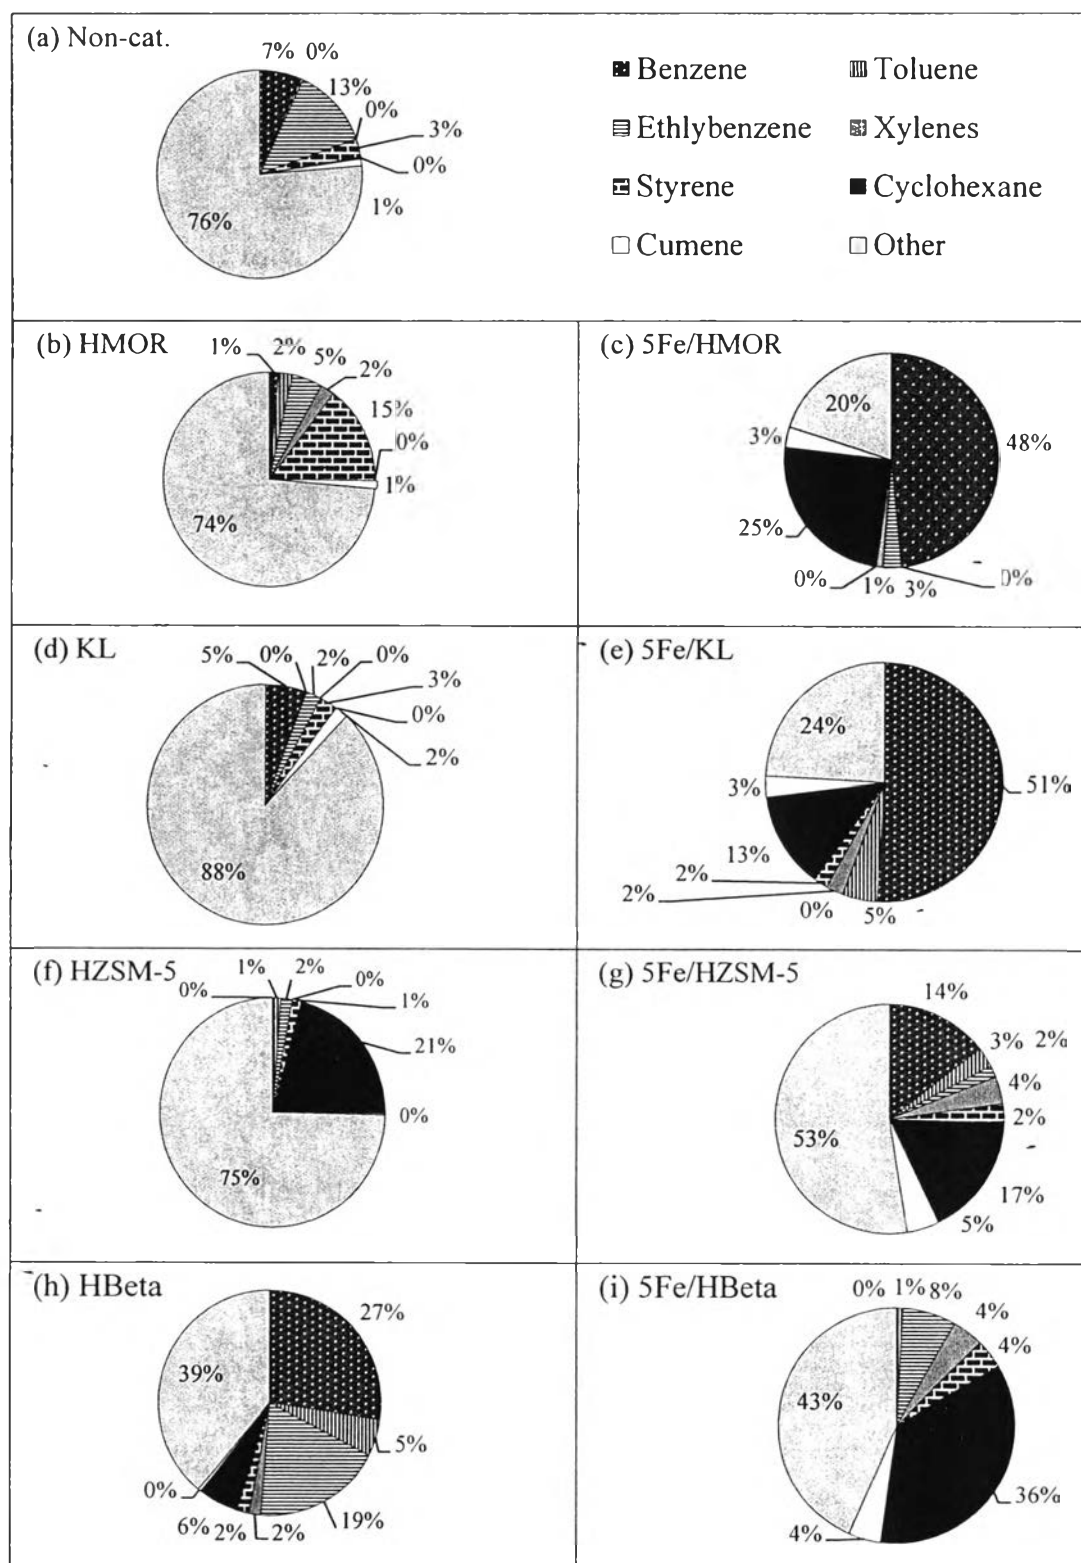 (a) Non-cat.
7% 0%
13%
0%
3%
0%
1%
76%
Benzene
Toluene
Ethlybenzene
Xylenes
Styrene
Cyclohexane
Cumene
Other
(b) HMOR
1% 2% 5% 2%
15%
0%
1%
74%
(c) 5Fe/HMOR
20%
3%
48%
25%
0% 1% 3% 0%
(d) KL
5% 0% 2% 0%
3%
0%
2%
88%
(e) 5Fe/KL
24%
3%
51%
13%
2%
2%
0% 5%
(f) HZSM-5
0% 1% 2% 0%
1%
21%
0%
75%
(g) 5Fe/HZSM-5
14%
3% 2%
4%
2%
53%
17%
5%
(h) HBeta
27%
39%
5%
0%
6% 2% 2% 19%
(i) 5Fe/HBeta
0% 1% 8% 4%
4%
43%
36%
4%